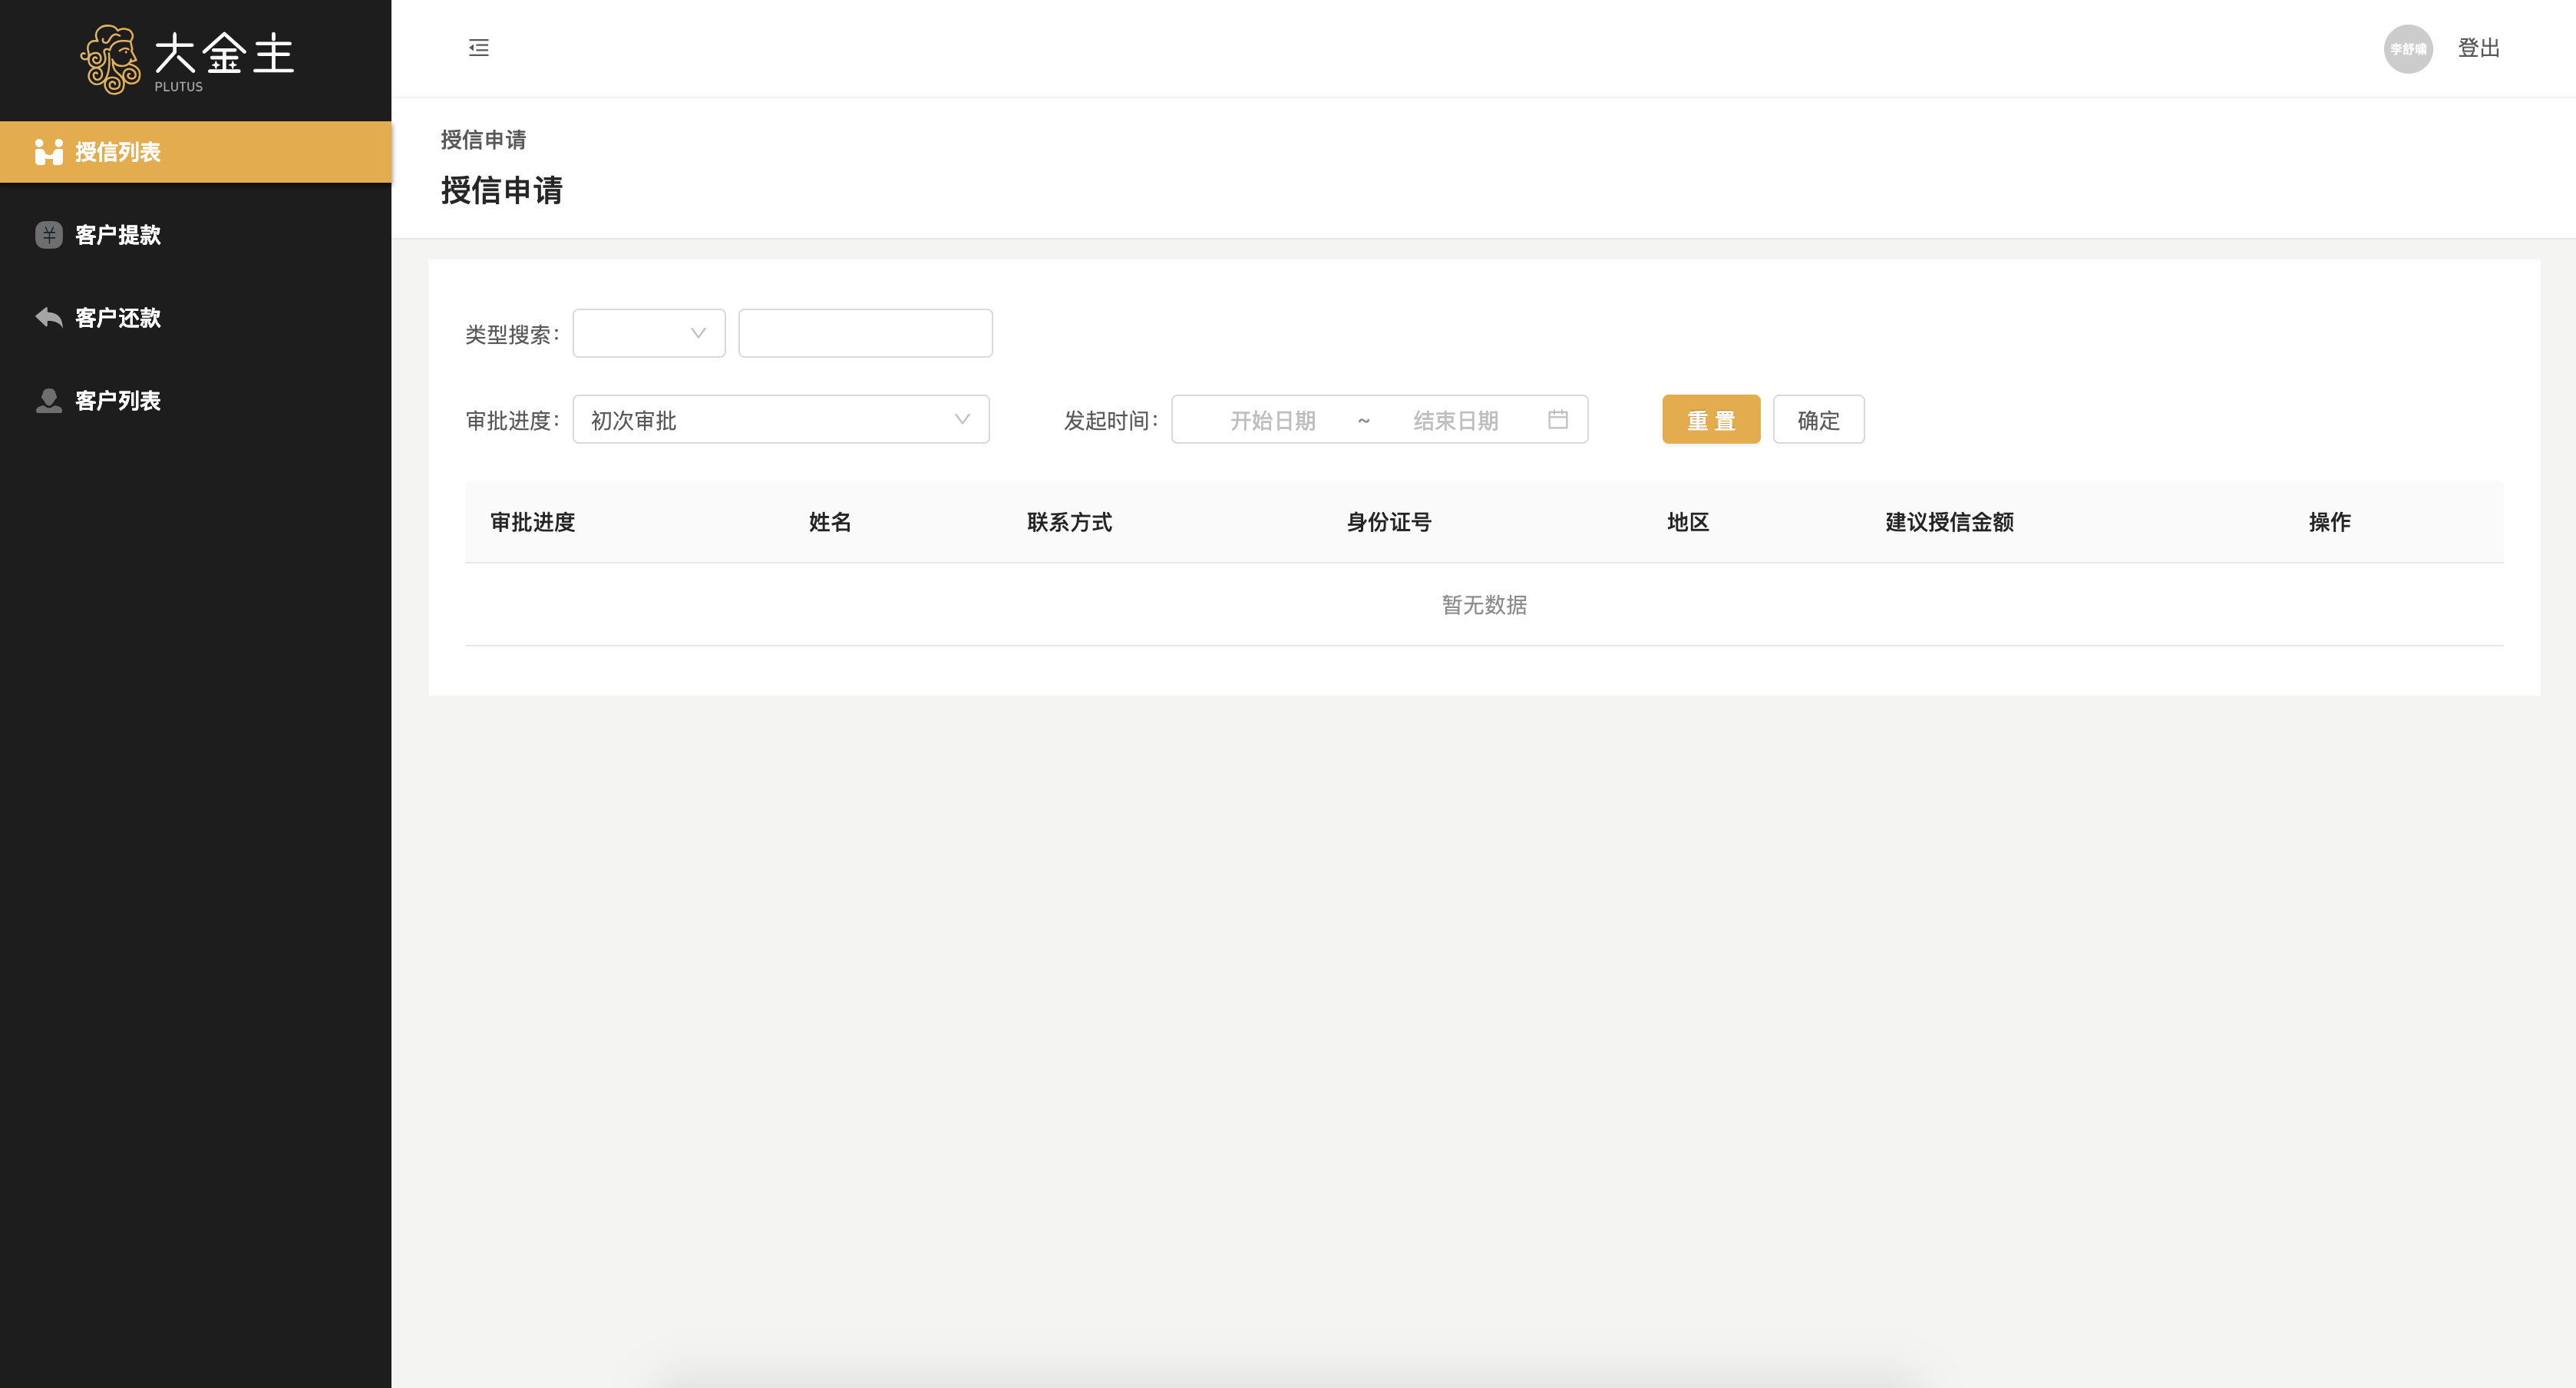 大金主
PLUTUS
授信列表
客户提款
客户还款
客户列表
李舒啸
登出
授信申请
授信申请
类型搜索:
审批进度: 初次审批 发起时间: 开始日期 ~ 结束日期 重 置 确定
审批进度 姓名 联系方式 身份证号 地区 建议授信金额 操作
暂无数据